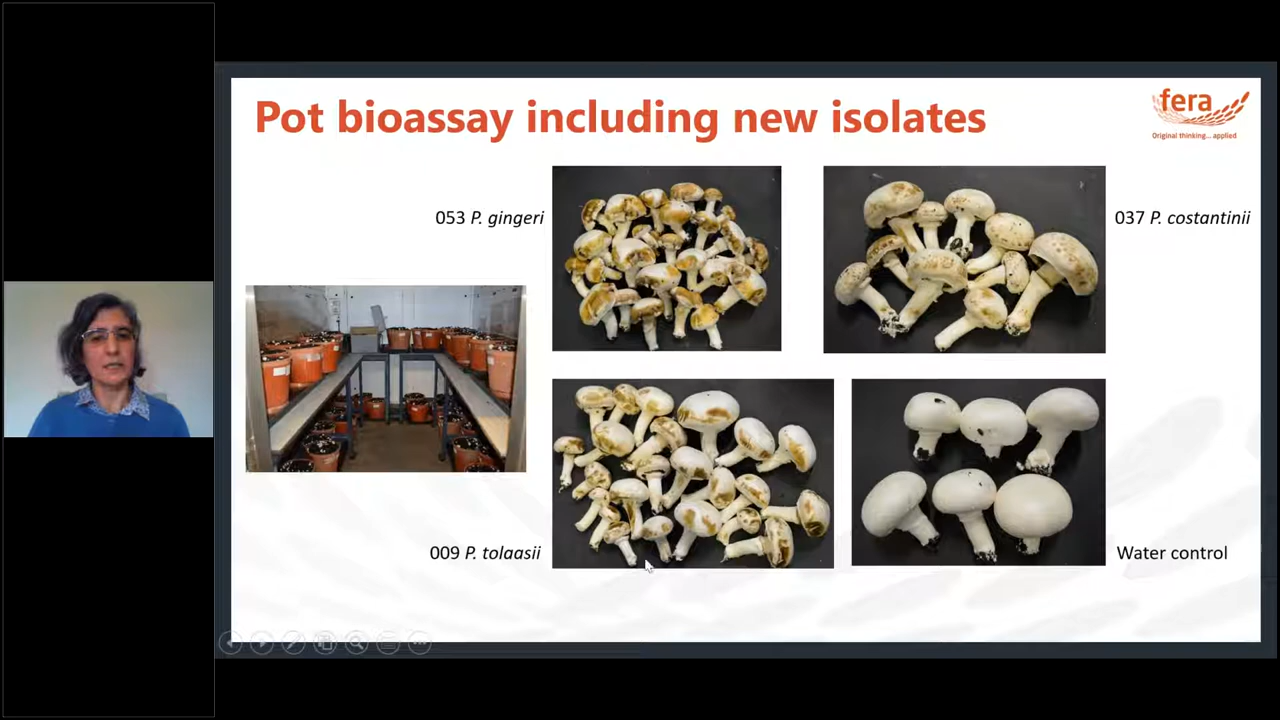 Pot bioassay including new isolates
fera
Original thinking... applied
053 P. gingeri
037 P. costantinii
009 P. tolaasii
Water control